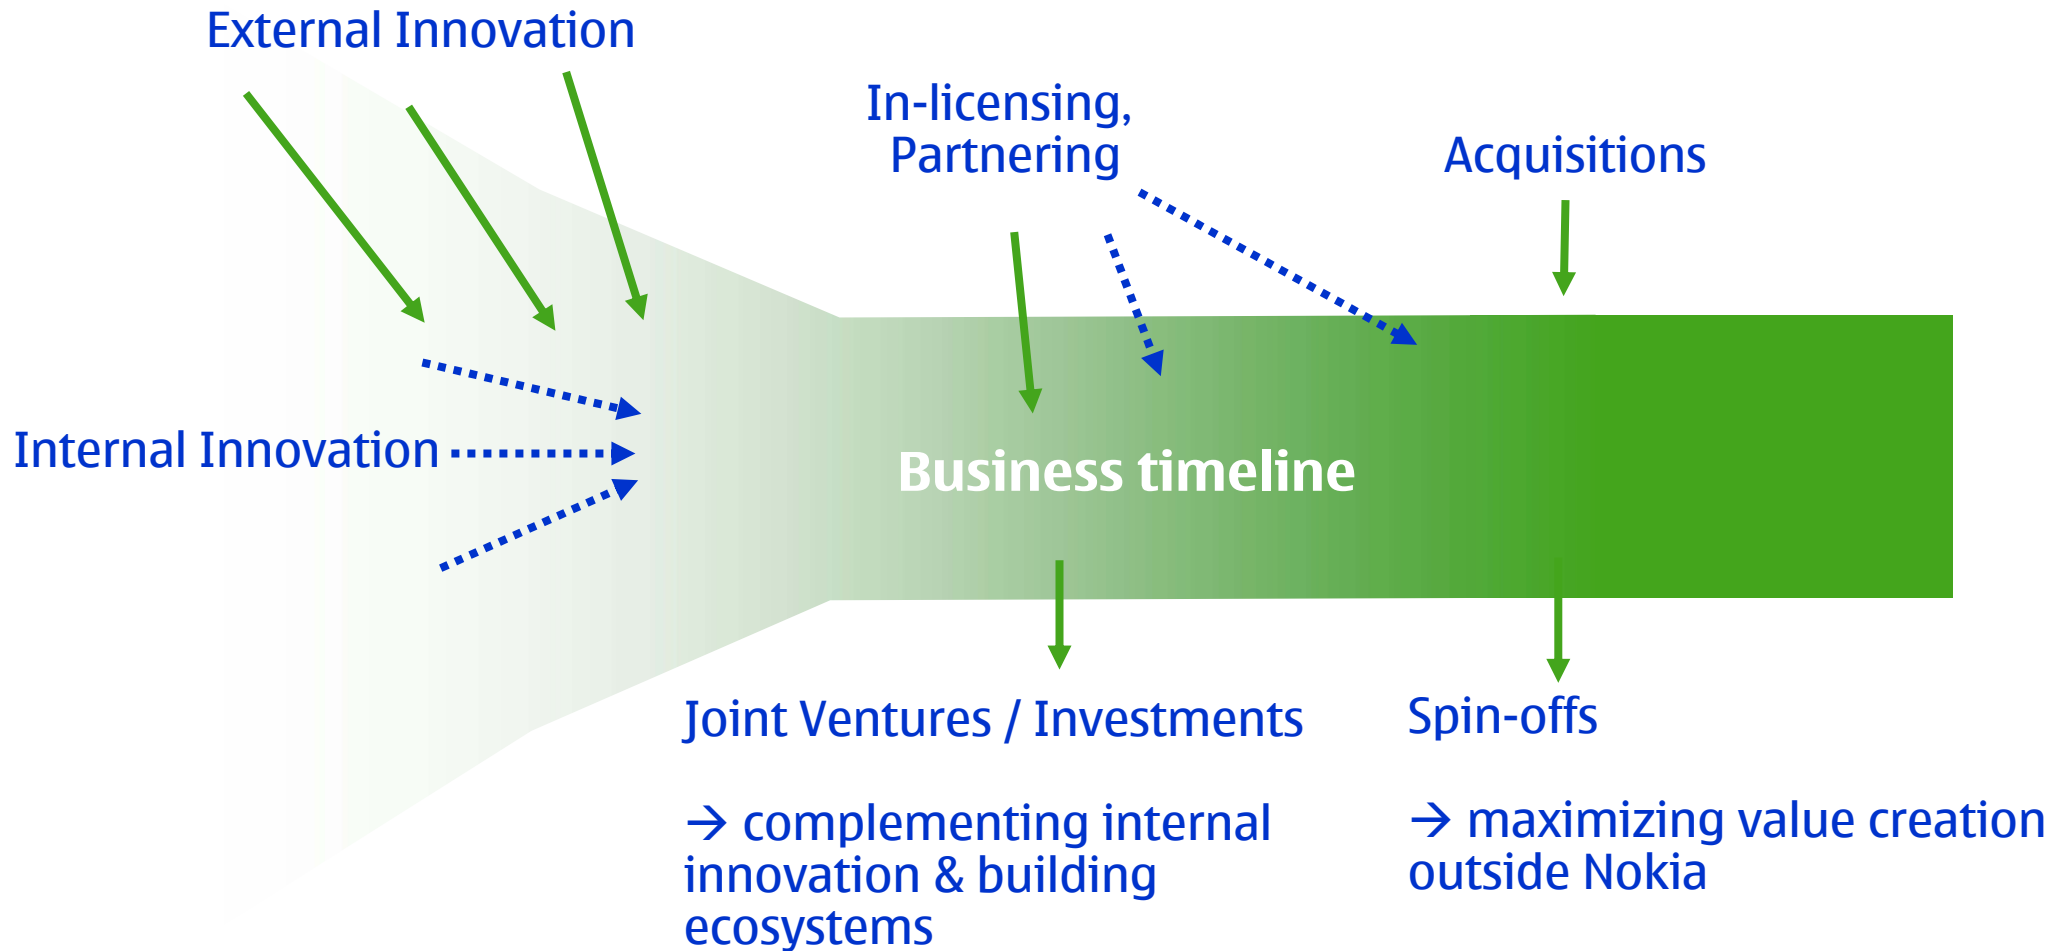 External Innovation
In-licensing,
Partnering
Acquisitions
Internal Innovation
Business timeline
Joint Ventures / Investments
→ complementing internal
innovation & building
ecosystems
Spin-offs
→ maximizing value creation
outside Nokia